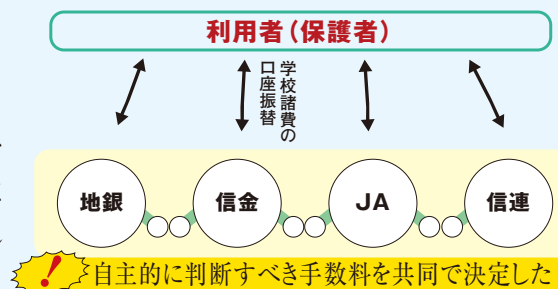 利用者（保護者）
学校諸費の
口座振替
地銀
信金
JA
信連
！自主的に判断すべき手数料を共同で決定した